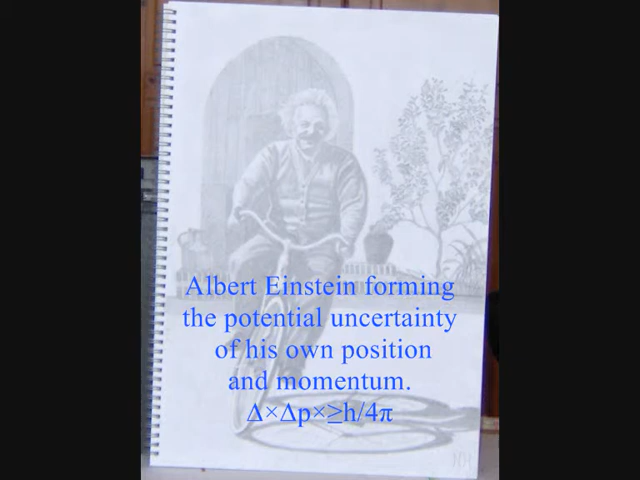 Albert Einstein forming
the potential uncertainty
of his own position
and momentum.
Δ×Δp×≥h/4π